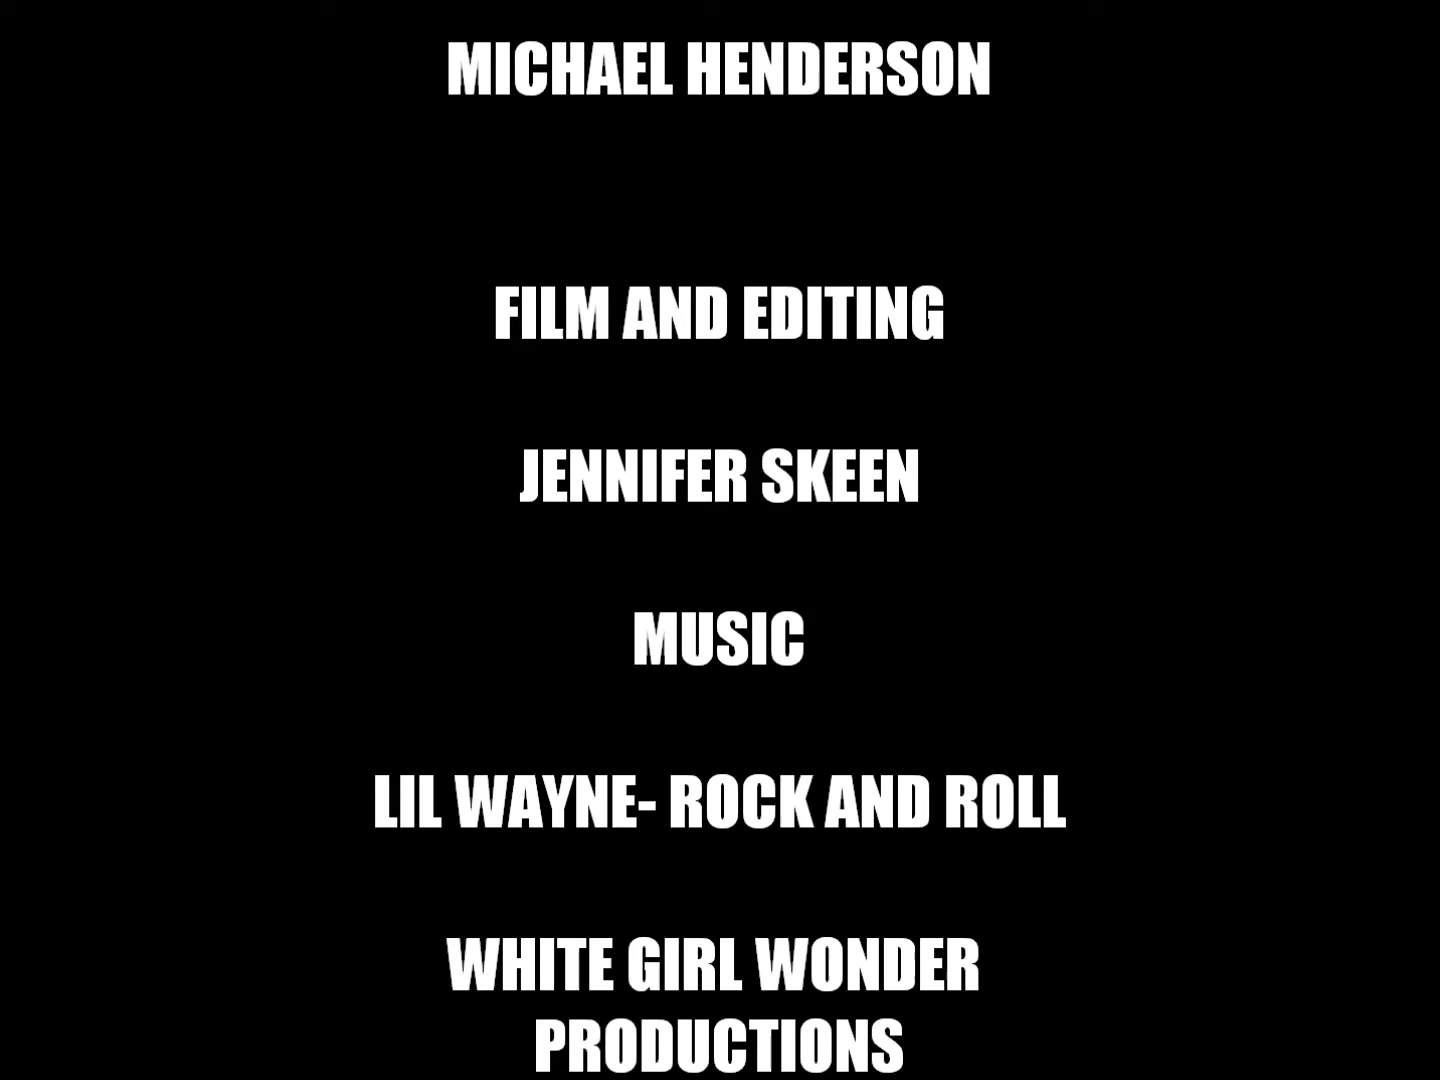 MICHAEL HENDERSON
FILM AND EDITING
JENNIFER SKEEN
MUSIC
LIL WAYNE- ROCK AND ROLL
WHITE GIRL WONDER
PRODUCTIONS